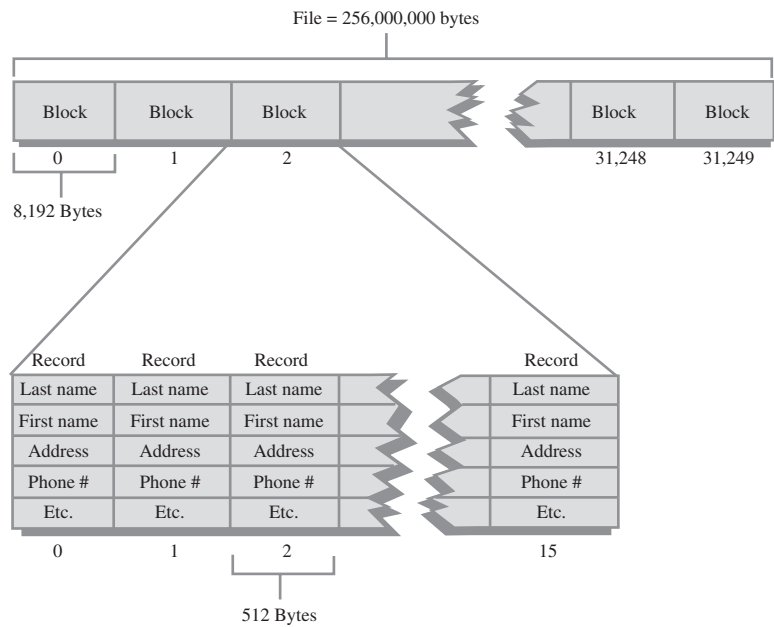 File = 256,000,000 bytes
Block Block Block Block Block
0 1 2 31,248 31,249
8,192 Bytes
Record Record Record Record
Last name Last name Last name Last name
First name First name First name First name
Address Address Address Address
Phone # Phone # Phone # Phone #
Etc. Etc. Etc. Etc.
0 1 2 15
512 Bytes